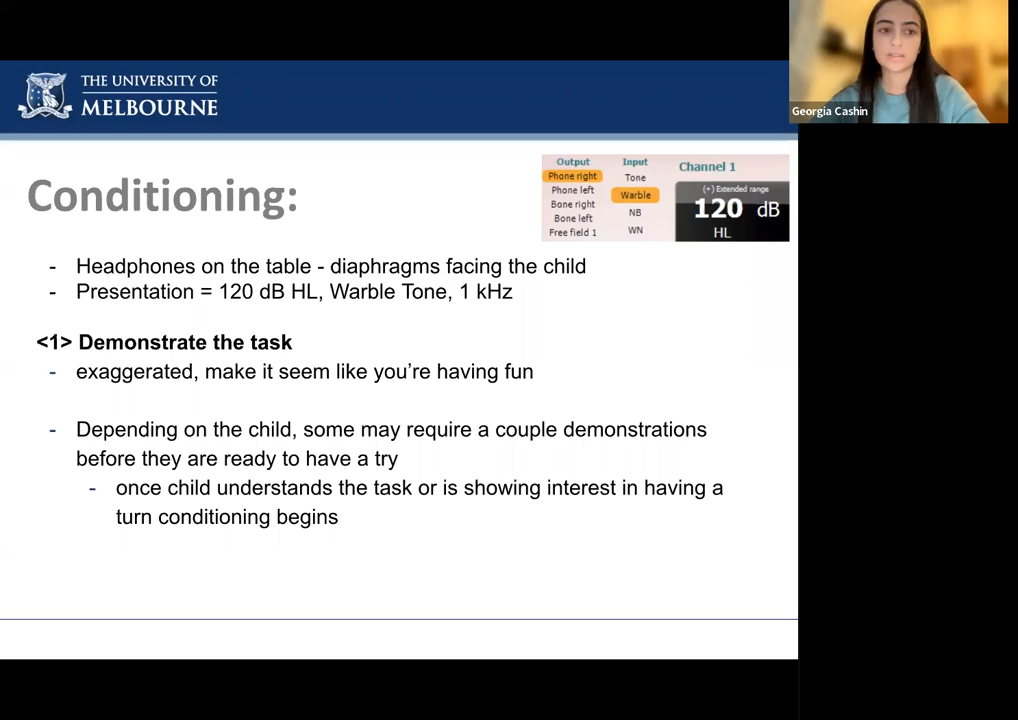 THE UNIVERSITY OF
MELBOURNE
Georgia Cashin
Conditioning:
Output
Phone right
Phone left
Bone right
Bone left
Free field 1
Input
Tone
Warble
NB
WN
Channel 1
(+) Extended range
120 dB
HL
- Headphones on the table - diaphragms facing the child
- Presentation = 120 dB HL, Warble Tone, 1 kHz
<1> Demonstrate the task
- exaggerated, make it seem like you’re having fun
- Depending on the child, some may require a couple demonstrations
before they are ready to have a try
- once child understands the task or is showing interest in having a
turn conditioning begins